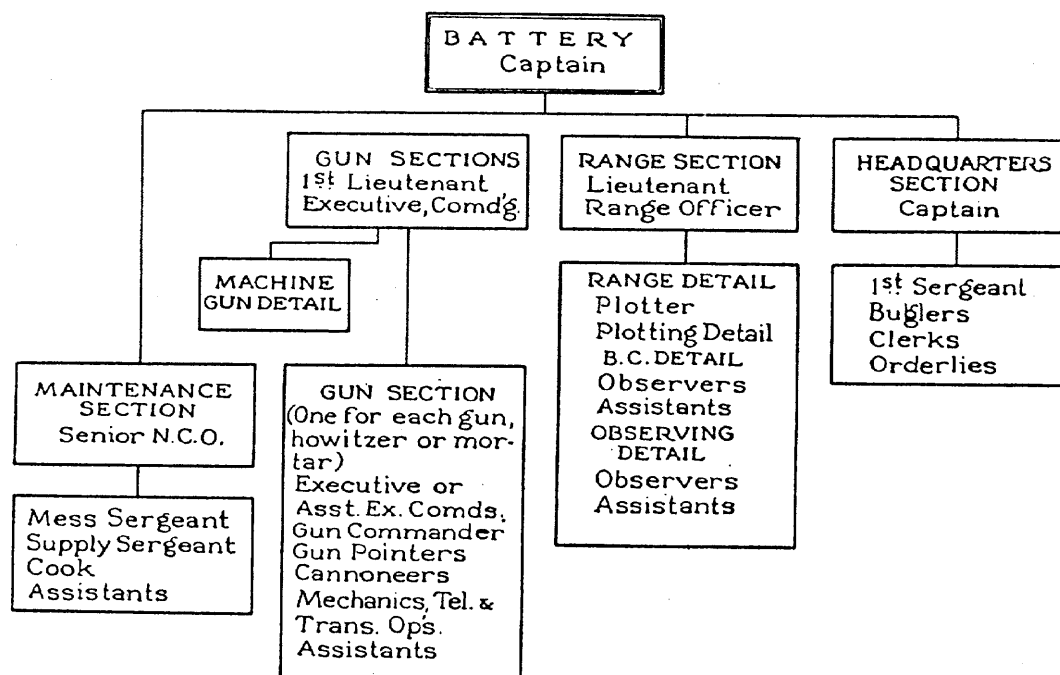 BATTERY
Captain
GUN SECTIONS
1st Lieutenant
Executive, Comd'g.
RANGE SECTION
Lieutenant
Range Officer
HEADQUARTERS
SECTION
Captain
MACHINE
GUN DETAIL
RANGE DETAIL
Plotter
Plotting Detail
B.C. DETAIL
Observers
Assistants
OBSERVING
DETAIL
Observers
Assistants
1st Sergeant
Buglers
Clerks
Orderlies
MAINTENANCE
SECTION
Senior N.C.O.
Mess Sergeant
Supply Sergeant
Cook
Assistants
GUN SECTION
(One for each gun,
howitzer or mor-
tar)
Executive or
Asst. Ex. Comds,
Gun Commander
Gun Pointers
Cannoneers
Mechanics, Tel. &
Trans. Op's.
Assistants